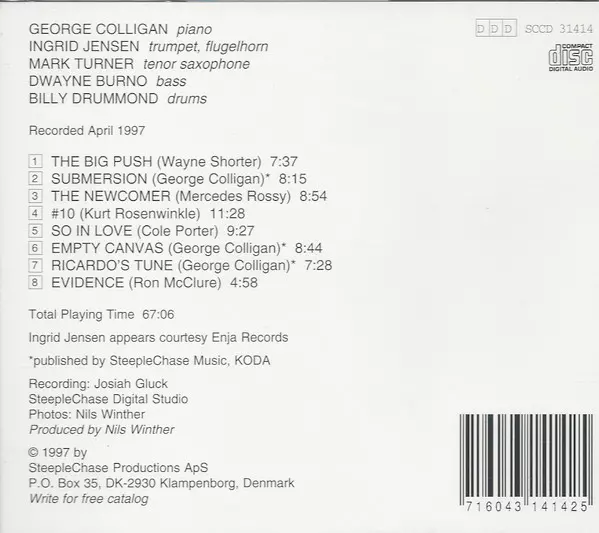 GEORGE COLLIGAN piano
INGRID JENSEN trumpet, flugelhorn
MARK TURNER tenor saxophone
DWAYNE BURNO bass
BILLY DRUMMOND drums
DDD SCCD 31414
COMPACT
disc
DIGITAL AUDIO
Recorded April 1997
1 THE BIG PUSH (Wayne Shorter) 7:37
2 SUBMERSION (George Colligan)* 8:15
3 THE NEWCOMER (Mercedes Rossy) 8:54
4 #10 (Kurt Rosenwinkle) 11:28
5 SO IN LOVE (Cole Porter) 9:27
6 EMPTY CANVAS (George Colligan)* 8:44
7 RICARDO'S TUNE (George Colligan)* 7:28
8 EVIDENCE (Ron McClure) 4:58
Total Playing Time 67:06
Ingrid Jensen appears courtesy Enja Records
*published by SteepleChase Music, KODA
Recording: Josiah Gluck
SteepleChase Digital Studio
Photos: Nils Winther
Produced by Nils Winther
© 1997 by
SteepleChase Productions ApS
P.O. Box 35, DK-2930 Klampenborg, Denmark
Write for free catalog
716043 141425